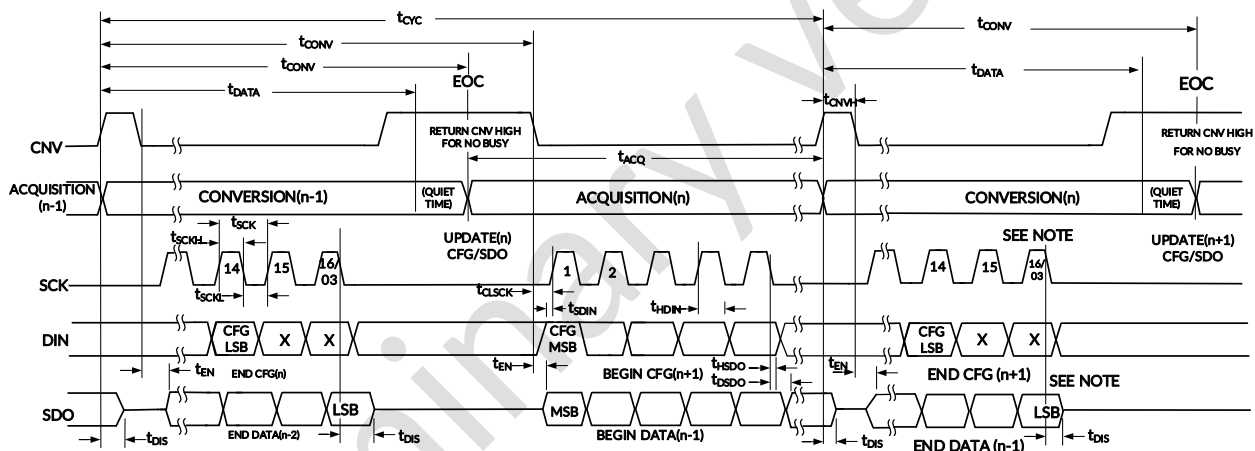 tCYC
tCONV
tCONV
tCONV
EOC
tDATA
tDATA
EOC
tCNVH
CNV
RETURN CNV HIGH
FOR NO BUSY
RETURN CNV HIGH
FOR NO BUSY
tACQ
ACQUISITION
(n-1)
CONVERSION(n-1)
(QUIET
TIME)
ACQUISITION(n)
CONVERSION(n)
(QUIET
TIME)
tSCK
tSCKH
UPDATE(n)
CFG/SDO
SEE NOTE
UPDATE(n+1)
CFG/SDO
SCK
14
15
16/
03
1
2
14
15
16/
03
tSCKL
tCLSCK
tSDIN
tHDIN
DIN
CFG
LSB
X
X
CFG
MSB
CFG
LSB
X
X
tEN
END CFG(n)
tEN
BEGIN CFG(n+1)
tHSDO
tDSDO
tEN
END CFG (n+1)
SEE NOTE
SDO
LSB
MSB
LSB
tDIS
END DATA(n-2)
tDIS
BEGIN DATA(n-1)
tDIS
END DATA (n-1)
tDIS